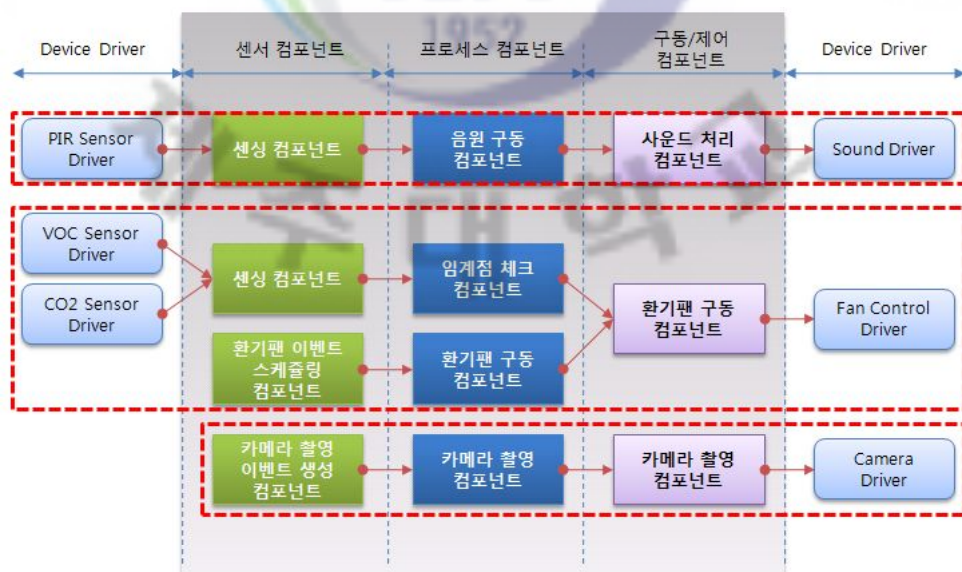 1952
Device Driver
센서 컴포넌트
프로세스 컴포넌트
구동/제어
컴포넌트
Device Driver
PIR Sensor
Driver
센싱 컴포넌트
음원 구동
컴포넌트
사운드 처리
컴포넌트
Sound Driver
VOC Sensor
Driver
CO2 Sensor
Driver
센싱 컴포넌트
임계점 체크
컴포넌트
환기팬 이벤트
스케쥴링
컴포넌트
환기팬 구동
컴포넌트
환기팬 구동
컴포넌트
Fan Control
Driver
카메라 촬영
이벤트 생성
컴포넌트
카메라 촬영
컴포넌트
카메라 촬영
컴포넌트
Camera
Driver